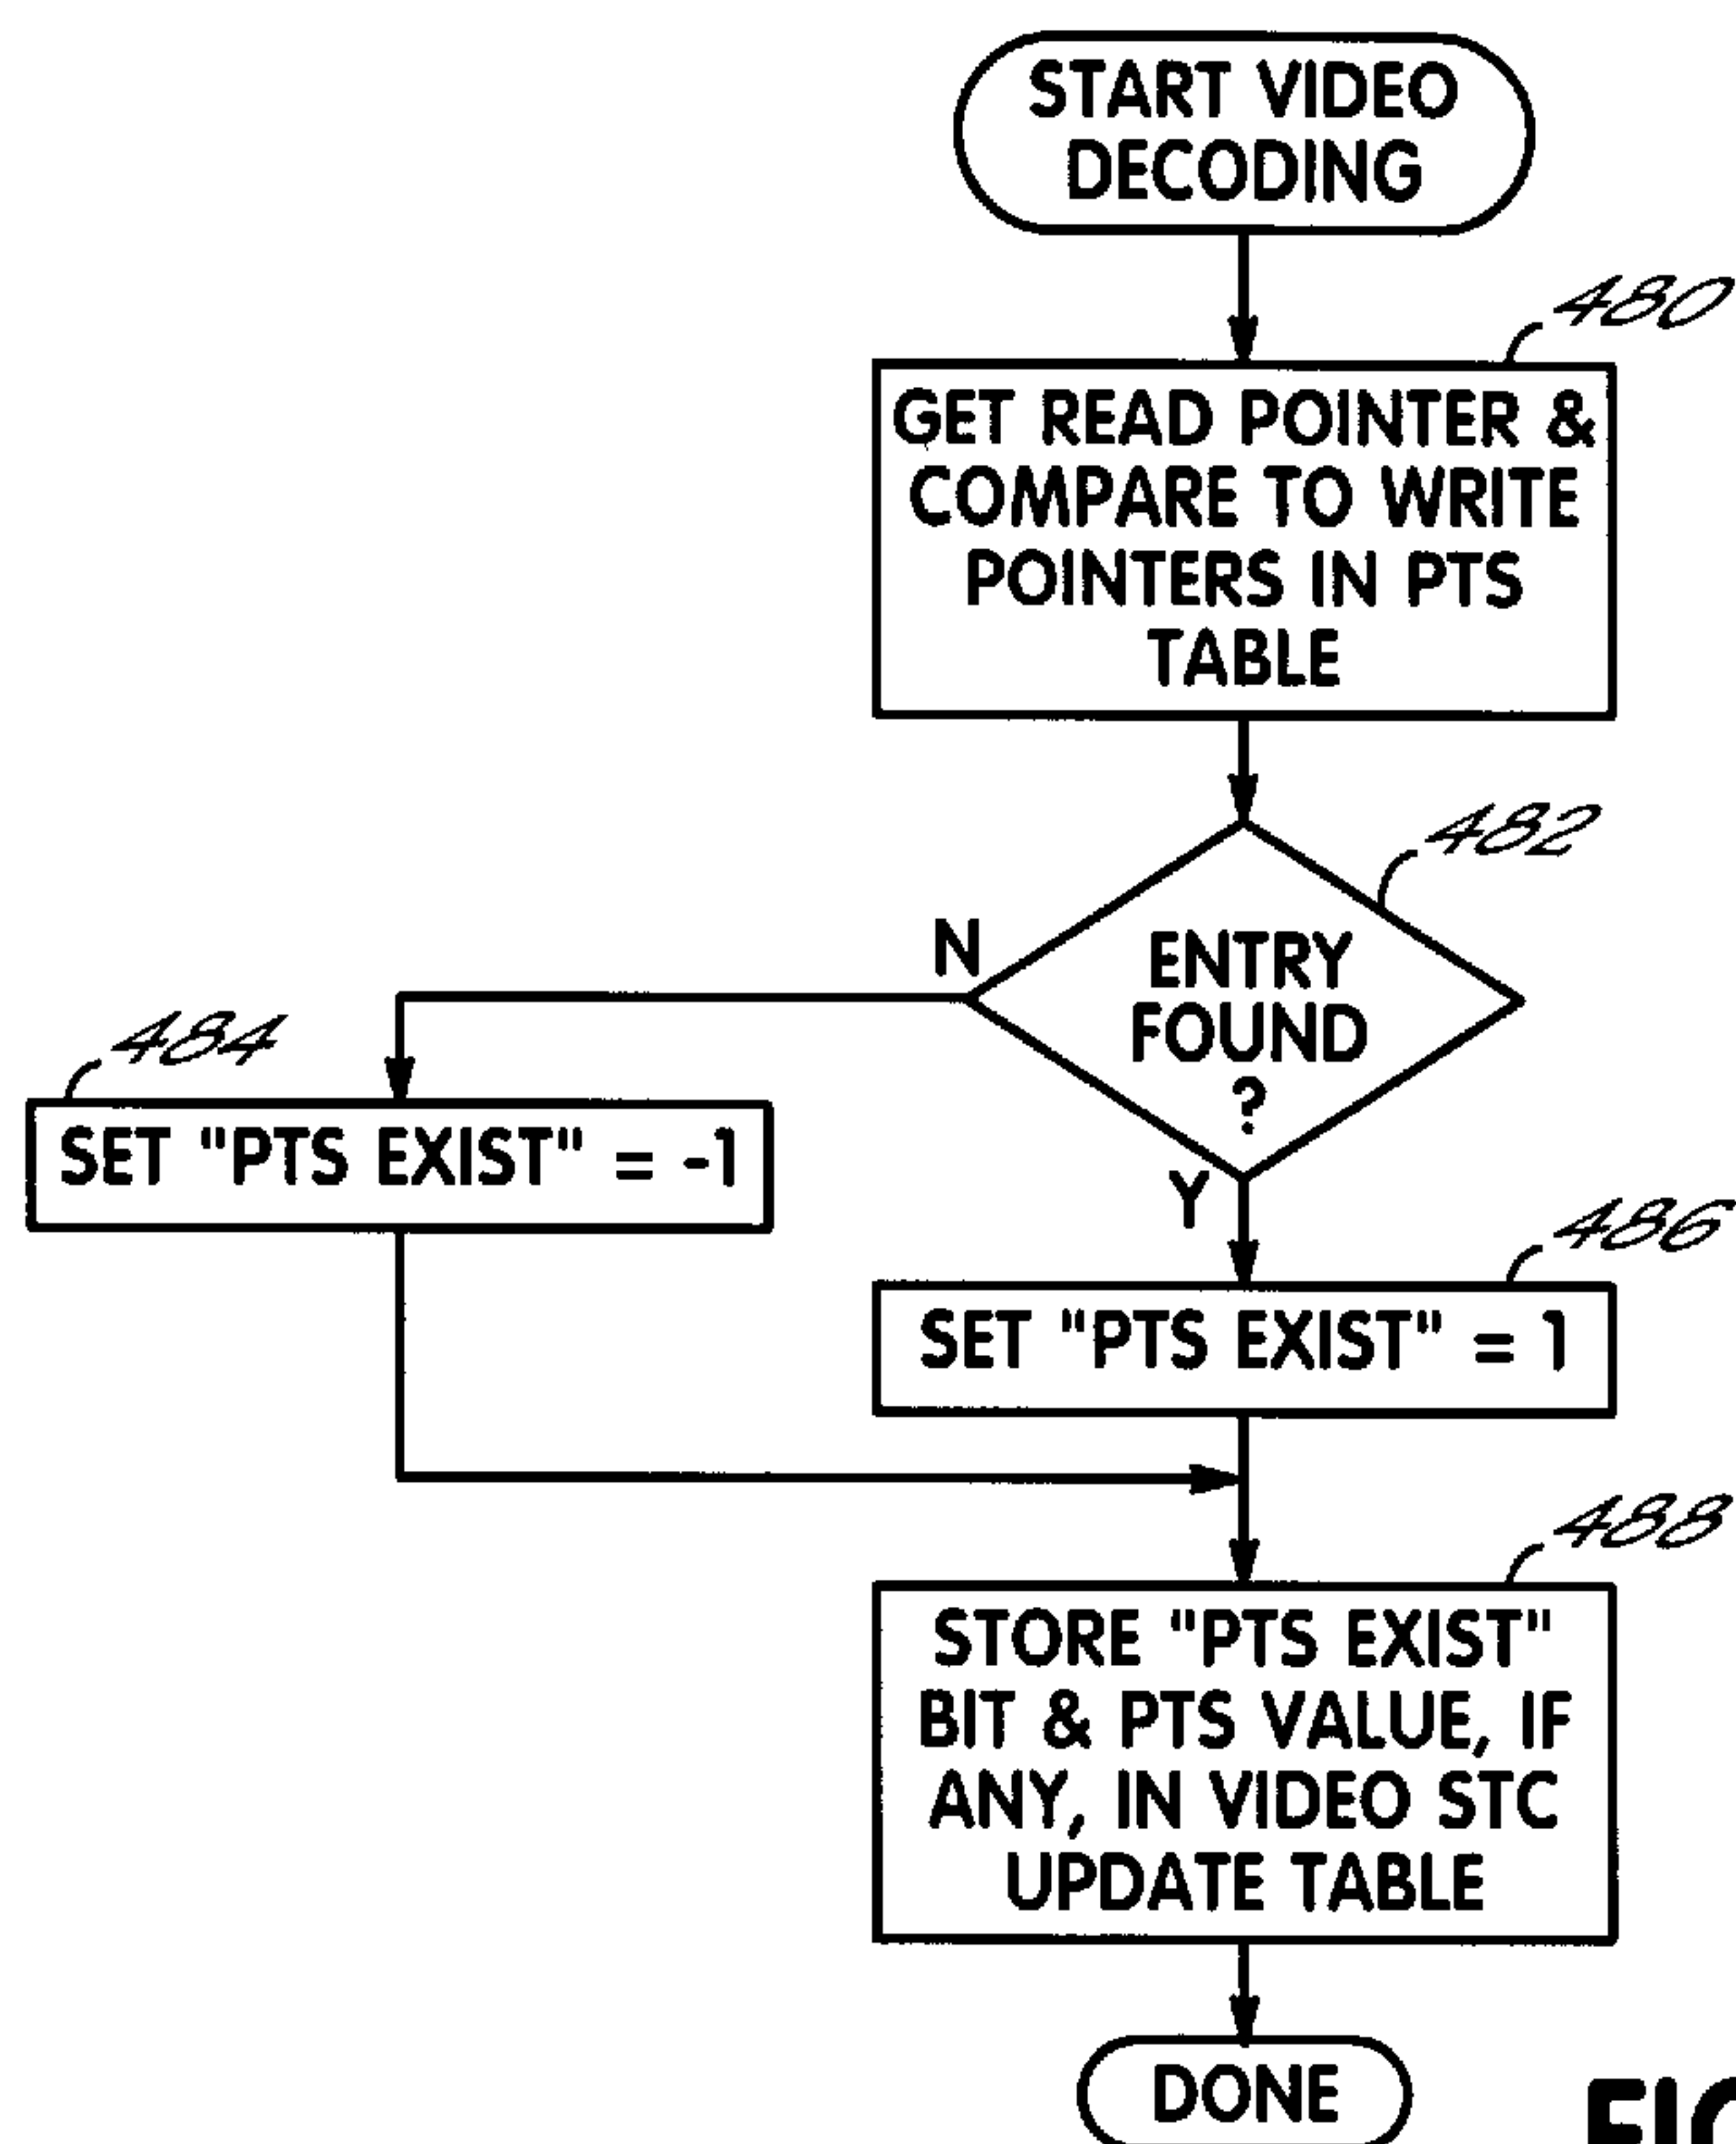 START VIDEO
DECODING
480
GET READ POINTER &
COMPARE TO WRITE
POINTERS IN PTS
TABLE
482
N
ENTRY
FOUND
?
484
SET "PTS EXIST" = -1
Y
486
SET "PTS EXIST" = 1
488
STORE "PTS EXIST"
BIT & PTS VALUE, IF
ANY, IN VIDEO STC
UPDATE TABLE
DONE